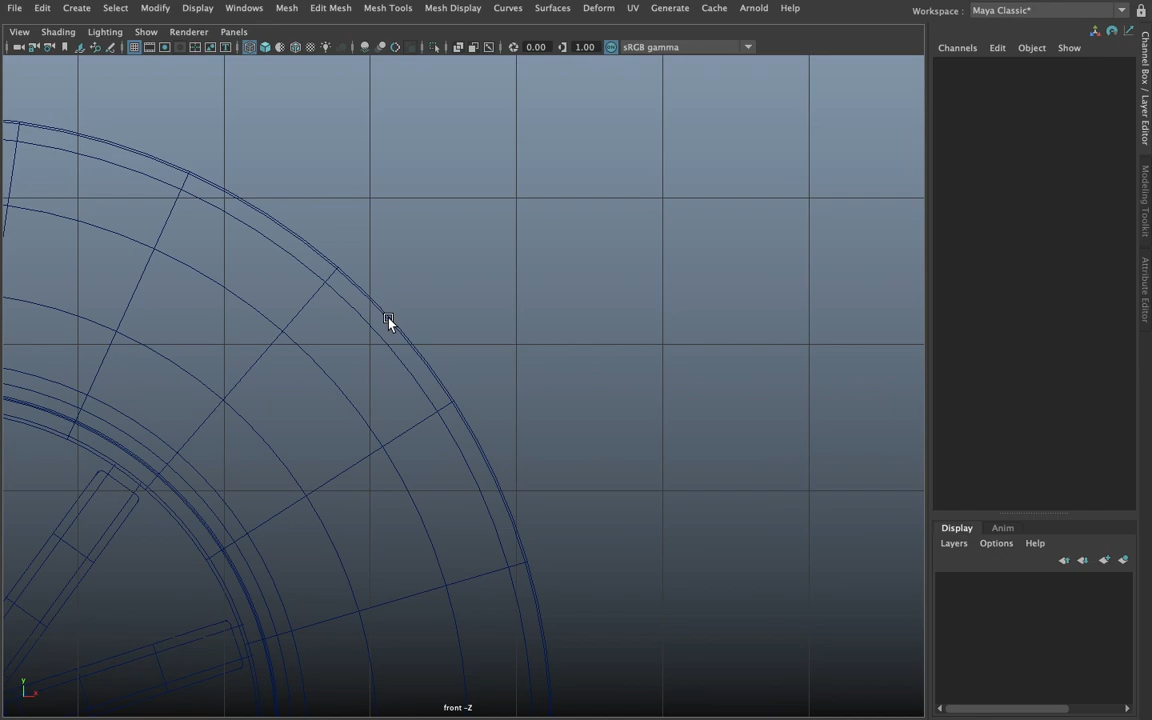 File Edit Create Select Modify Display Windows Mesh Edit Mesh Mesh Tools Mesh Display Curves Surfaces Deform UV Generate Cache Arnold Help Workspace : Maya Classic*
View Shading Lighting Show Renderer Panels
0.00 1.00 sRGB gamma
Channels Edit Object Show
Channel Box / Layer Editor
Modeling Toolkit
Attribute Editor
Display Anim
Layers Options Help
y
x
front -Z